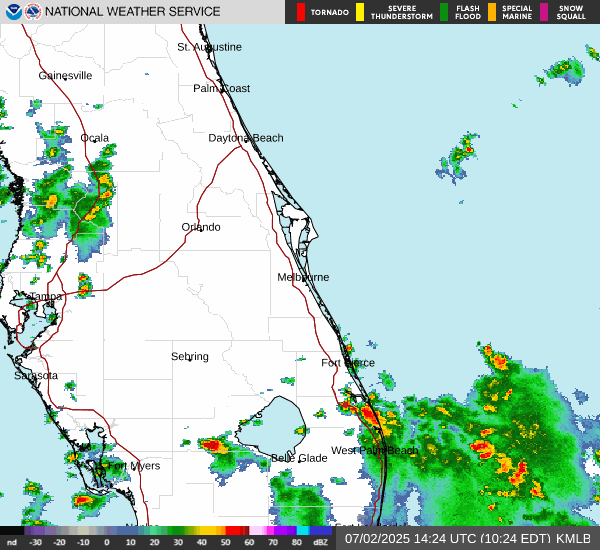 NATIONAL WEATHER SERVICE
TORNADO
SEVERE THUNDERSTORM
FLASH FLOOD
SPECIAL MARINE
SNOW SQUALL
St. Augustine
Gainesville
Palm Coast
Ocala
Daytona Beach
Orlando
Melbourne
Tampa
Sebring
Fort Pierce
Sarasota
West Palm Beach
Belle Glade
Fort Myers
nd -30 -20 -10 0 10 20 30 40 50 60 70 80 dBZ
07/02/2025 14:24 UTC (10:24 EDT) KMLB